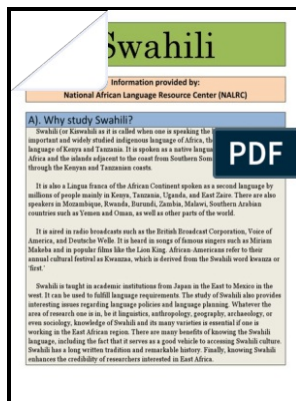 Swahili
Information provided by:
National African Language Resource Center (NALRC)
A). Why study Swahili?
Swahili (or Kiswahili as it is called when one is speaking the
important and widely studied indigenous language of Africa, the
language of Kenya and Tanzania. It is spoken as a native language
Africa and the islands adjacent to the coast from Southern Som
through the Kenyan and Tanzanian coasts.
PDF
It is also a Lingua franca of the African Continent spoken as a second language by
millions of people mainly in Kenya, Tanzania, Uganda, and East Zaire. There are also
speakers in Mozambique, Rwanda, Burundi, Zambia, Malawi, Southern Arabian
countries such as Yemen and Oman, as well as other parts of the world.
It is aired in radio broadcasts such as the British Broadcast Corporation, Voice of
America, and Deutsche Welle. It is heard in songs of famous singers such as Miriam
Makeba and in popular films like the Lion King. African-Americans refer to their
annual cultural festival as Kwanzaa, which is derived from the Swahili word kwanza or
'first.'
Swahili is taught in academic institutions from Japan in the East to Mexico in the
west. It can be used to fulfill language requirements. The study of Swahili also provides
interesting issues regarding language policies and language planning. Whatever the
area of research one is in, be it linguistics, anthropology, geography, archaeology, or
even sociology, knowledge of Swahili and its many varieties is essential if one is
working in the East African region. There are many benefits of knowing the Swahili
language, including the fact that it serves as a good vehicle to accessing Swahili culture.
Swahili has a long written tradition and remarkable history. Finally, knowing Swahili
enhances the credibility of researchers interested in East Africa.